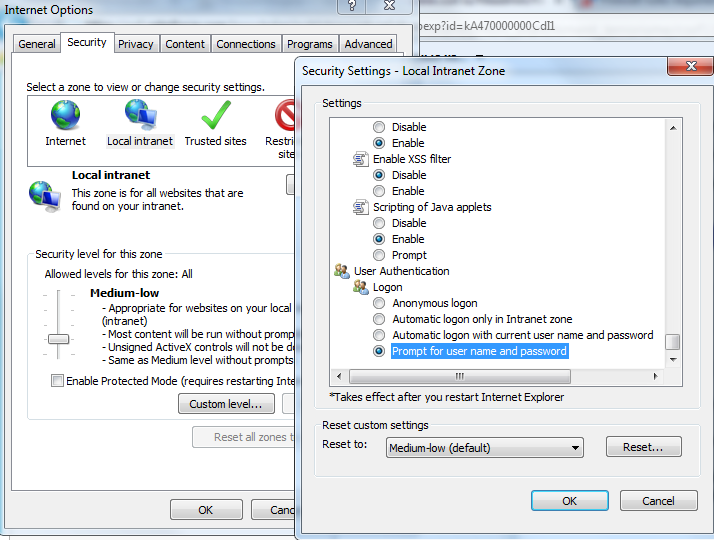 Internet Options
?
General
Security
Privacy
Content
Connections
Programs
Advanced
Select a zone to view or change security settings.
Internet
Local intranet
Trusted sites
Restri
site
Local intranet
This zone is for all websites that are
found on your intranet.
Security level for this zone
Allowed levels for this zone: All
Medium-low
- Appropriate for websites on your local
(intranet)
- Most content will be run without promp
- Unsigned ActiveX controls will not be d
- Same as Medium level without prompts
Enable Protected Mode (requires restarting Inte
Custom level...
Reset all zones t
OK
Canc
pexp?id=kA470000000CdI1
Security Settings - Local Intranet Zone
Settings
Disable
Enable
Enable XSS filter
Disable
Enable
Scripting of Java applets
Disable
Enable
Prompt
User Authentication
Logon
Anonymous logon
Automatic logon only in Intranet zone
Automatic logon with current user name and password
Prompt for user name and password
*Takes effect after you restart Internet Explorer
Reset custom settings
Reset to:
Medium-low (default)
Reset...
OK
Cancel